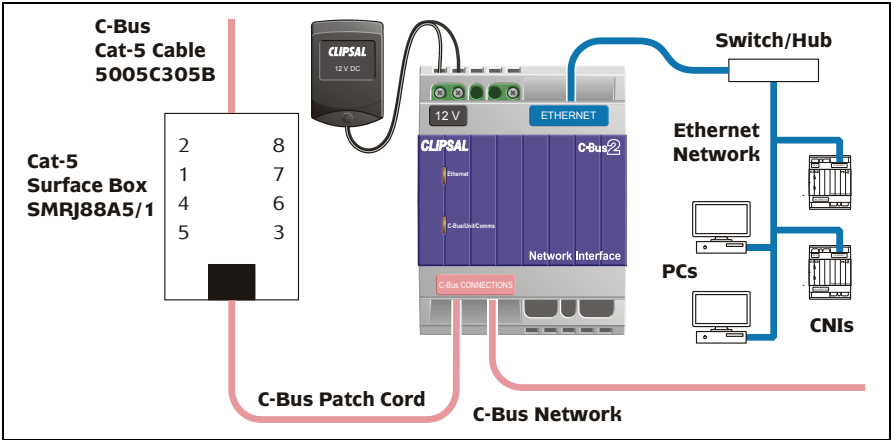 C-Bus
Cat-5 Cable
5005C305B
CLIPSAL
12 V DC
Switch/Hub
12 V
ETHERNET
Cat-5
Surface Box
SMRJ88A5/1
2 8
1 7
4 6
5 3
CLIPSAL
C-Bus2
Ethernet
C-Bus/Unit/Comms
Network Interface
C-Bus CONNECTIONS
Ethernet
Network
PCs
CNIs
C-Bus Patch Cord
C-Bus Network